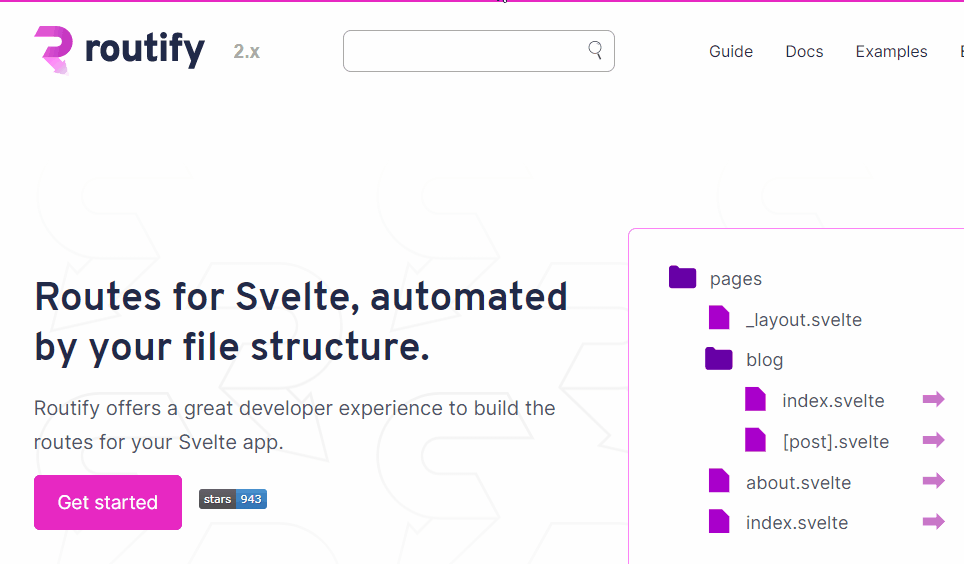 routify 2.x
Guide Docs Examples
Routes for Svelte, automated
by your file structure.
Routify offers a great developer experience to build the
routes for your Svelte app.
Get started
stars 943
pages
_layout.svelte
blog
index.svelte
[post].svelte
about.svelte
index.svelte